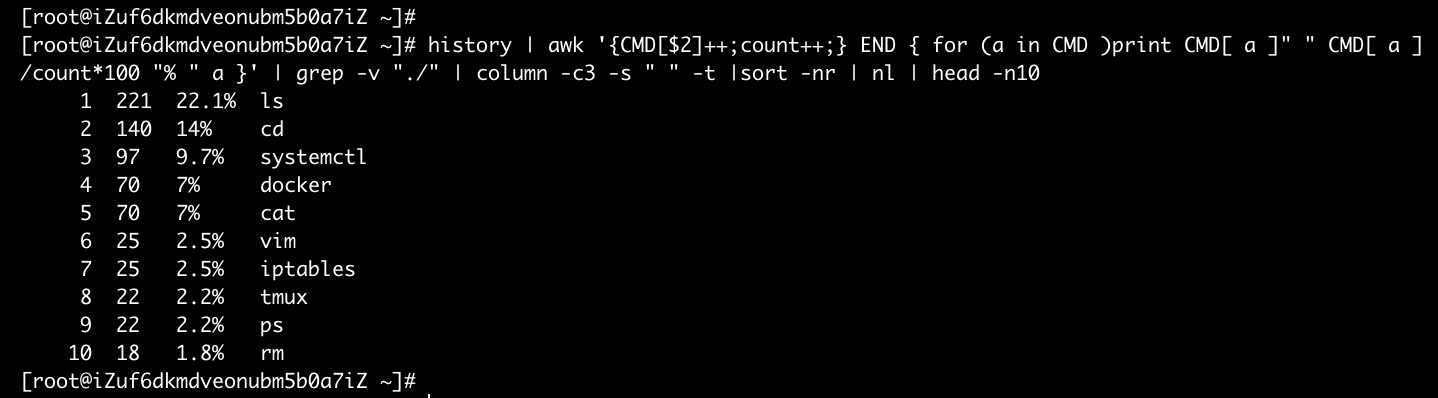 [root@iZuf6dkmdveonubm5b0a7iZ ~]#
[root@iZuf6dkmdveonubm5b0a7iZ ~]# history | awk '{CMD[$2]++;count++;} END { for (a in CMD )print CMD[ a ]" " CMD[ a ]
/count*100 "% " a }' | grep -v "./" | column -c3 -s " " -t |sort -nr | nl | head -n10
     1  221  22.1%  ls
     2  140  14%    cd
     3  97   9.7%   systemctl
     4  70   7%     docker
     5  70   7%     cat
     6  25   2.5%   vim
     7  25   2.5%   iptables
     8  22   2.2%   tmux
     9  22   2.2%   ps
    10  18   1.8%   rm
[root@iZuf6dkmdveonubm5b0a7iZ ~]#